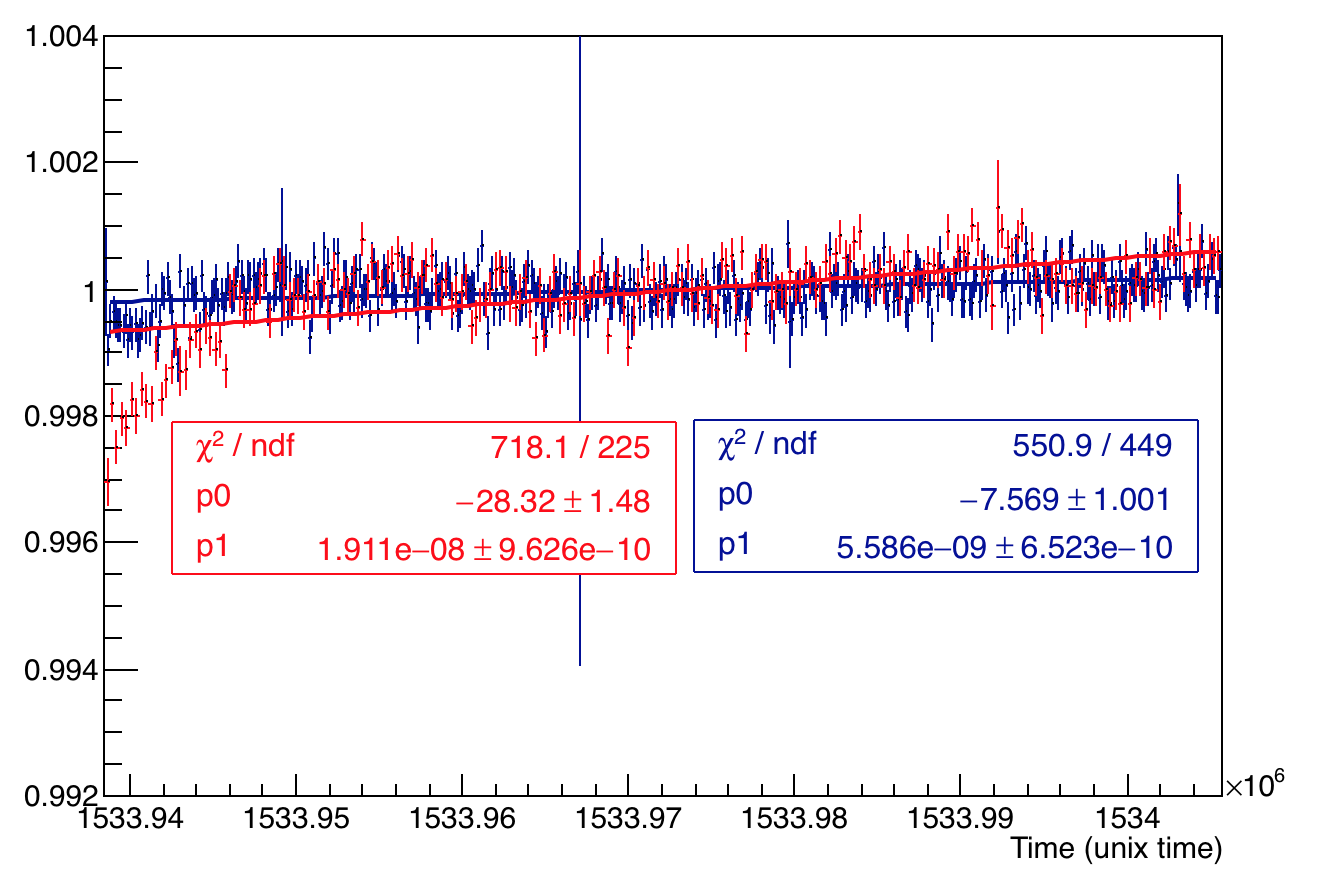 1.004
1.002
1
0.998
0.996
0.994
0.992
χ² / ndf 718.1 / 225
p0 −28.32 ± 1.48
p1 1.911e−08 ± 9.626e−10
χ² / ndf 550.9 / 449
p0 −7.569 ± 1.001
p1 5.586e−09 ± 6.523e−10
1533.94 1533.95 1533.96 1533.97 1533.98 1533.99 1534 ×10⁶
Time (unix time)